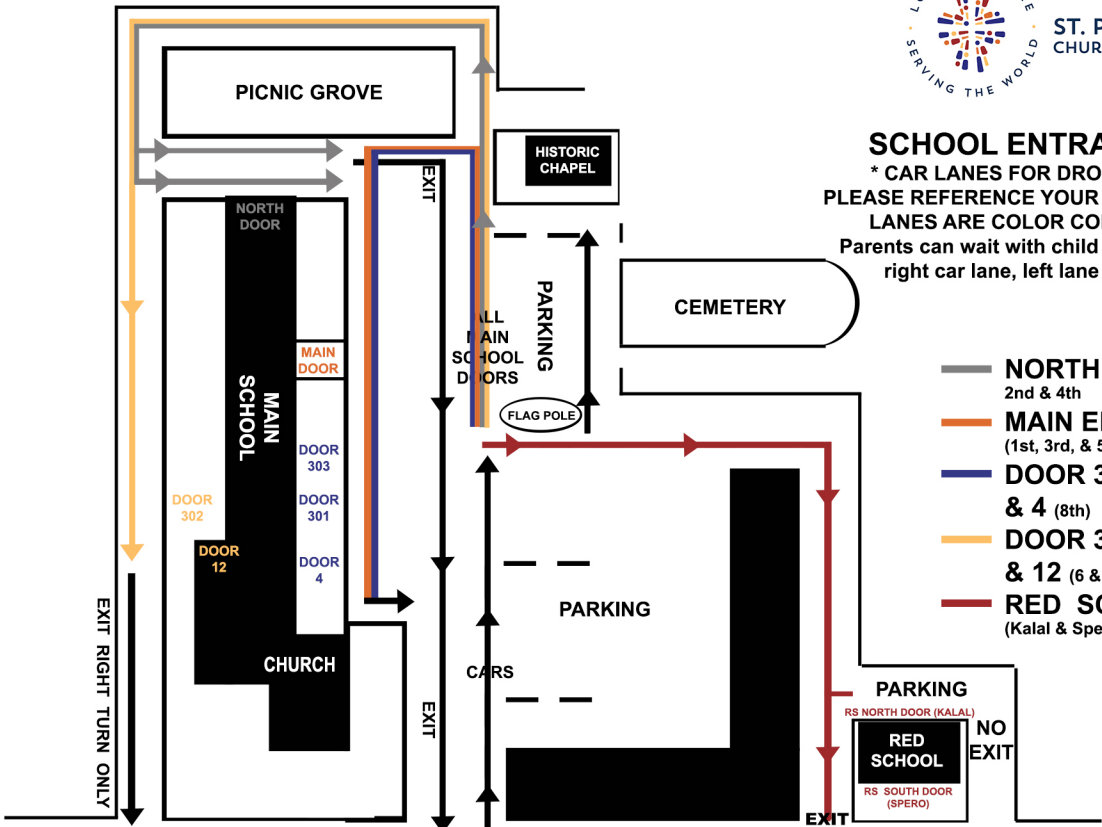 SERVING THE WORLD
ST. P
CHUR
SCHOOL ENTRA
* CAR LANES FOR DRO
PLEASE REFERENCE YOUR
LANES ARE COLOR CO
Parents can wait with child
right car lane, left lane
PICNIC GROVE
HISTORIC
CHAPEL
EXIT
NORTH
DOOR
PARKING
CEMETERY
ALL
MAIN
SCHOOL
DOORS
MAIN
DOOR
FLAG POLE
MAIN
SCHOOL
DOOR
303
DOOR
302
DOOR
301
DOOR
12
DOOR
4
NORTH
2nd & 4th
MAIN E
(1st, 3rd, & 5
DOOR 3
& 4 (8th)
DOOR 3
& 12 (6 &
RED SC
(Kalal & Spe
PARKING
EXIT RIGHT TURN ONLY
CHURCH
CARS
EXIT
PARKING
RS NORTH DOOR (KALAL)
RED
SCHOOL
NO
EXIT
RS SOUTH DOOR
(SPERO)
EXIT